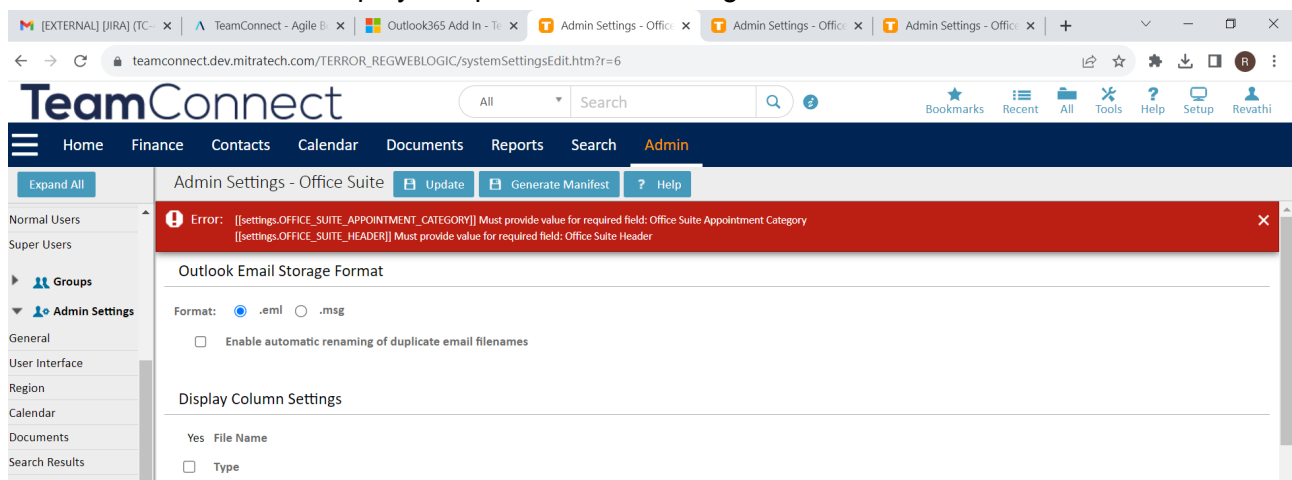 [EXTERNAL] [JIRA] (TC-
TeamConnect - Agile B
Outlook365 Add In - Te
Admin Settings - Office
Admin Settings - Office
Admin Settings - Office
teamconnect.dev.mitratech.com/TERROR_REGWEBLOGIC/systemSettingsEdit.htm?r=6
R
TeamConnect
All
Search
Bookmarks
Recent
All
Tools
Help
Setup
Revathi
Home Finance Contacts Calendar Documents Reports Search Admin
Expand All
Admin Settings - Office Suite
Update
Generate Manifest
? Help
Normal Users
Super Users
Groups
Admin Settings
General
User Interface
Region
Calendar
Documents
Search Results
Error: [[settings.OFFICE_SUITE_APPOINTMENT_CATEGORY]] Must provide value for required field: Office Suite Appointment Category
[[settings.OFFICE_SUITE_HEADER]] Must provide value for required field: Office Suite Header
Outlook Email Storage Format
Format: .eml .msg
Enable automatic renaming of duplicate email filenames
Display Column Settings
Yes File Name
Type